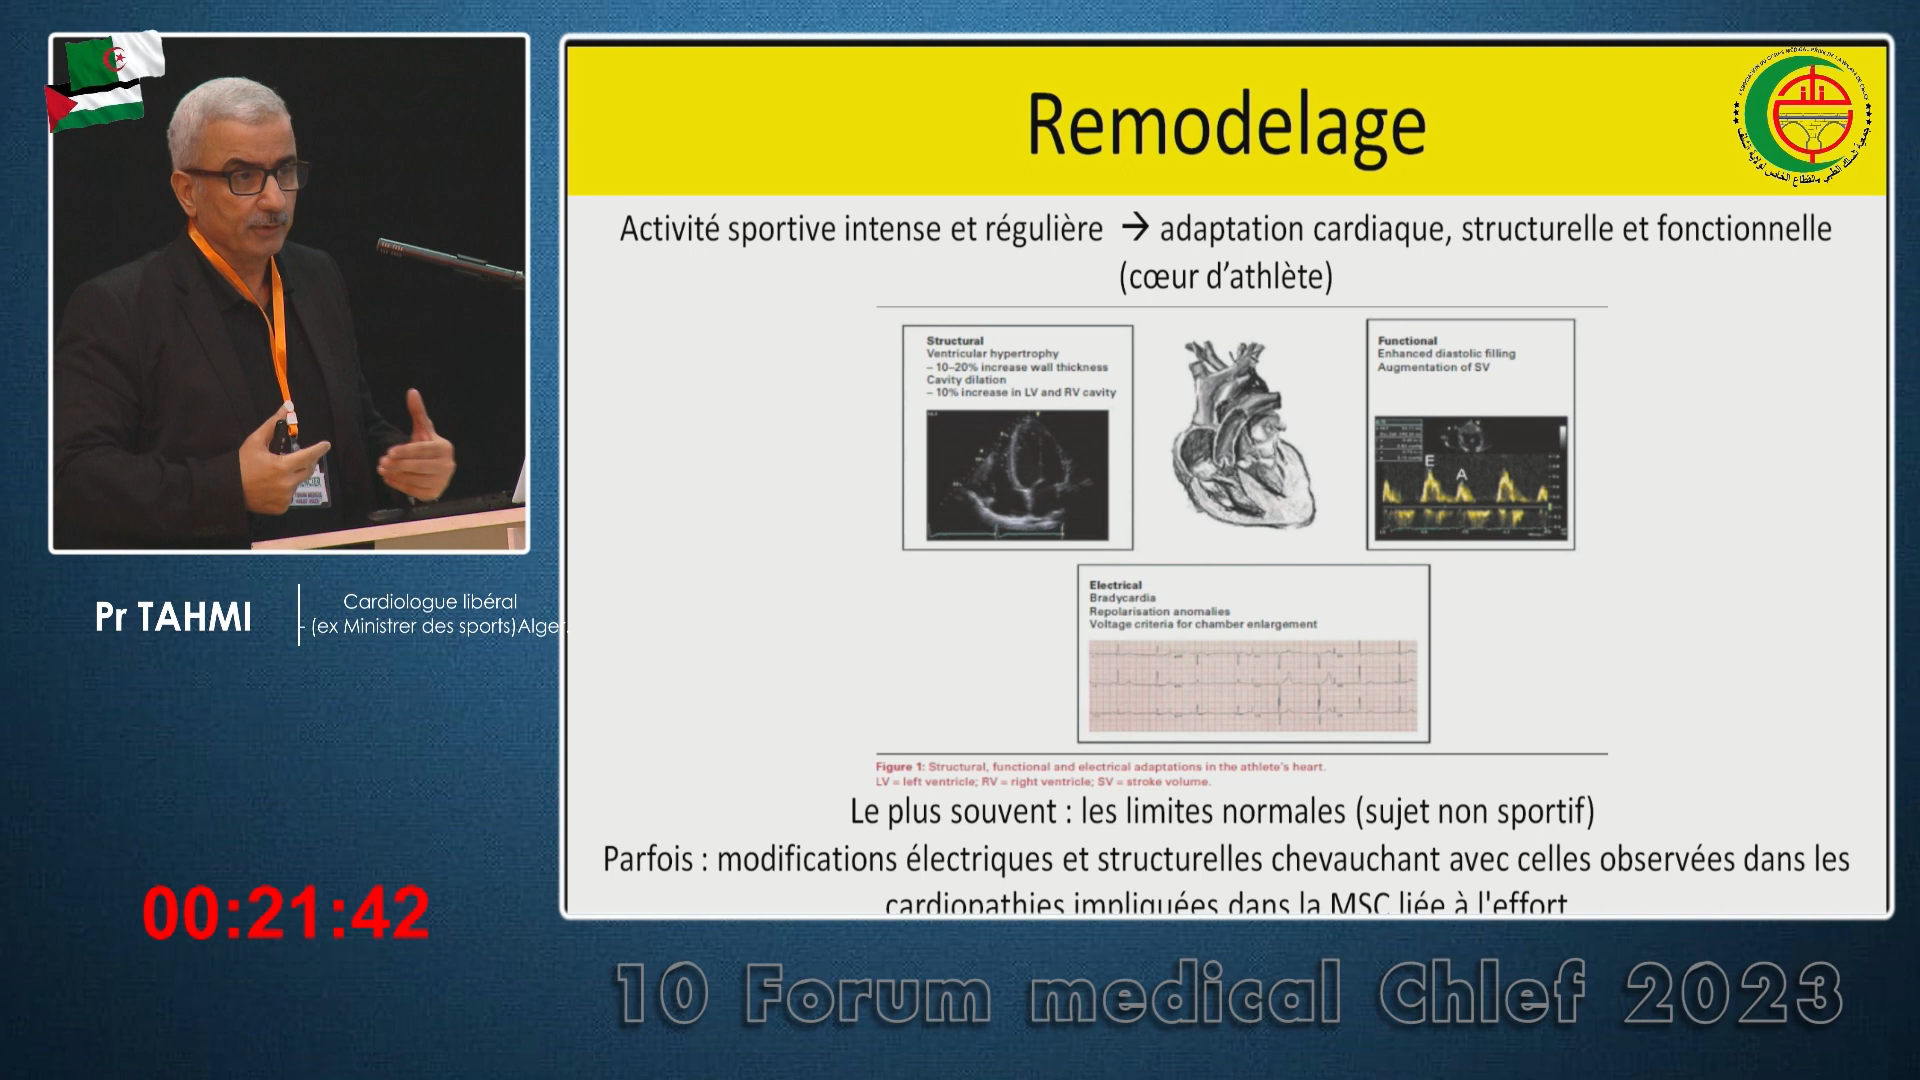 Remodelage
Activité sportive intense et régulière → adaptation cardiaque, structurelle et fonctionnelle
(cœur d’athlète)
Structural
Ventricular hypertrophy
– 10–20% increase wall thickness
Cavity dilation
– 10% increase in LV and RV cavity
Functional
Enhanced diastolic filling
Augmentation of SV
E
A
Electrical
Bradycardia
Repolarisation anomalies
Voltage criteria for chamber enlargement
Figure 1: Structural, functional and electrical adaptations in the athlete's heart.
LV = left ventricle; RV = right ventricle; SV = stroke volume.
Le plus souvent : les limites normales (sujet non sportif)
Parfois : modifications électriques et structurelles chevauchant avec celles observées dans les
cardiopathies impliquées dans la MSC liée à l'effort
Pr TAHMI
Cardiologue libéral
- (ex Ministrer des sports)Alger
00:21:42
10 Forum medical Chlef 2023